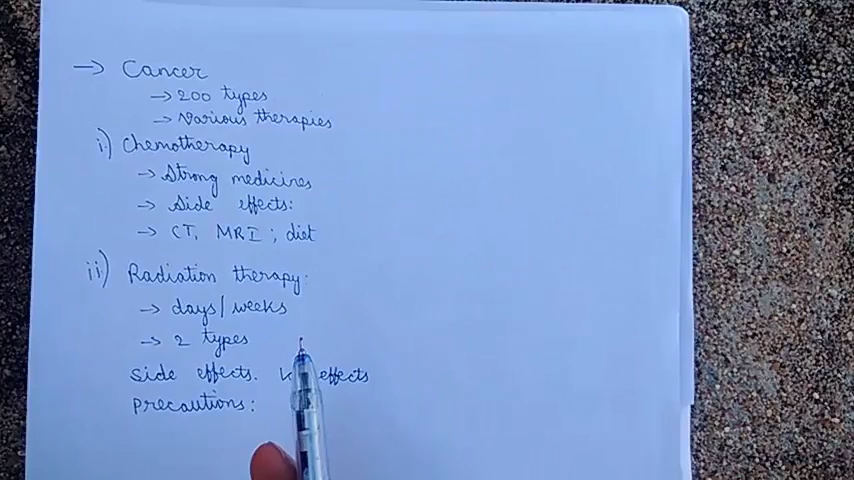 → Cancer
→ 200 types
→ Various therapies
i) Chemotherapy
→ Strong medicines
→ Side effects:
→ CT, MRI ; diet
ii) Radiation therapy:
→ days/weeks
→ 2 types
Side effects. effects
Precautions: